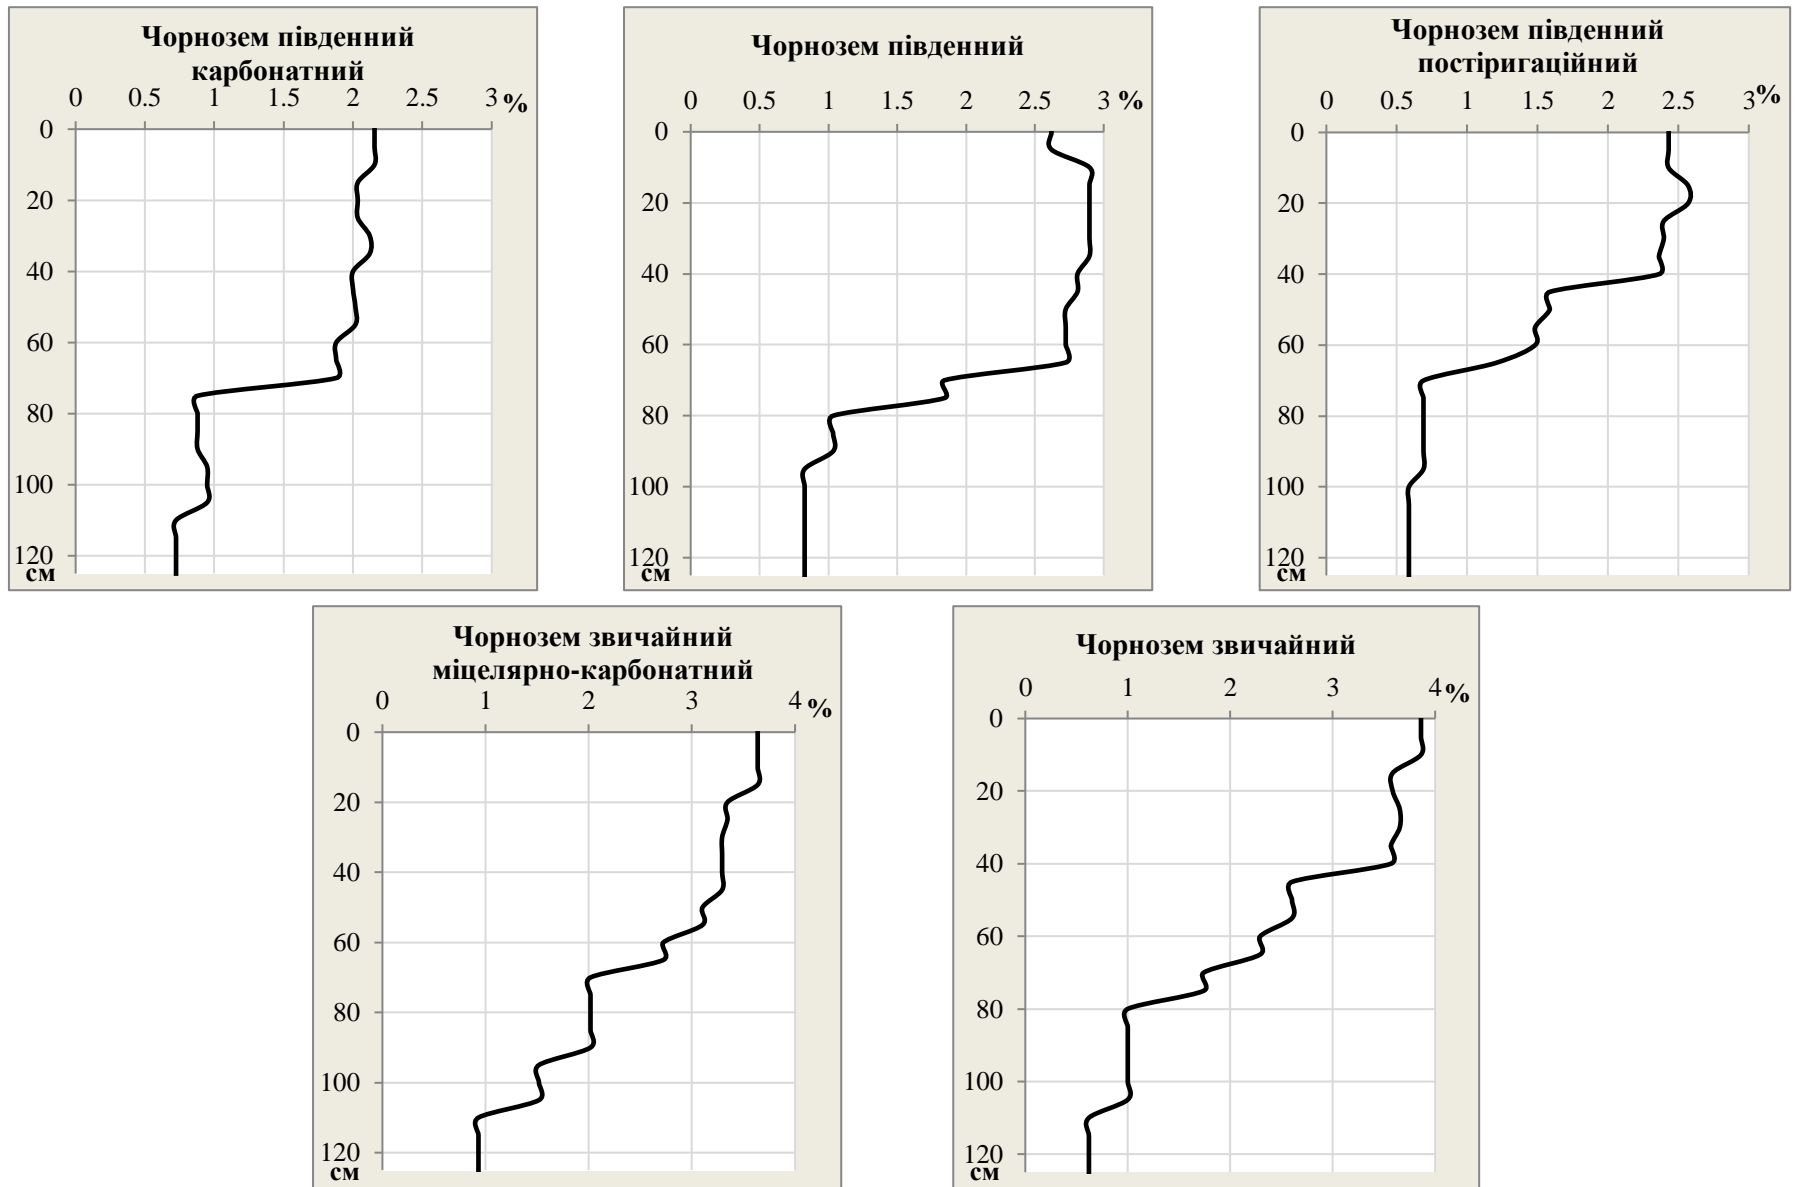 Чорнозем південний
карбонатний
0 0.5 1 1.5 2 2.5 3 %
0
20
40
60
80
100
120
см
Чорнозем південний
0 0.5 1 1.5 2 2.5 3 %
0
20
40
60
80
100
120
см
Чорнозем південний
постіригаційний
0 0.5 1 1.5 2 2.5 3 %
0
20
40
60
80
100
120
см
Чорнозем звичайний
міцелярно-карбонатний
0 1 2 3 4 %
0
20
40
60
80
100
120
см
Чорнозем звичайний
0 1 2 3 4 %
0
20
40
60
80
100
120
см